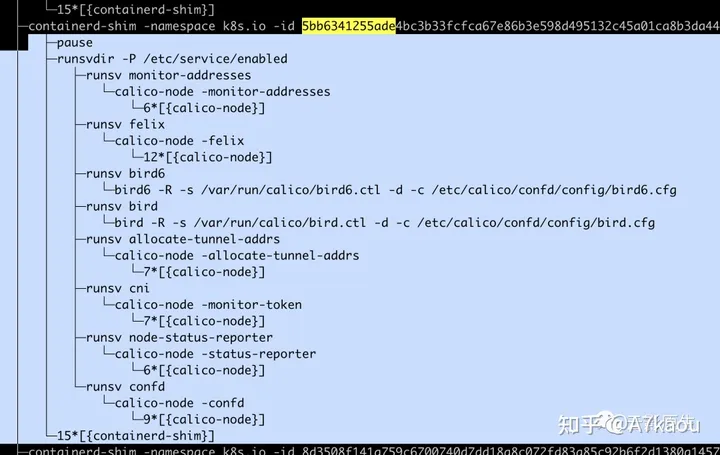 └─15*[{containerd-shim}]
├─containerd-shim -namespace k8s.io -id 5bb6341255ade4bc3b33fcfca67e86b3e598d495132c45a01ca8b3da44
├─pause
├─runsvdir -P /etc/service/enabled
├─runsv monitor-addresses
└─calico-node -monitor-addresses
└─6*[{calico-node}]
├─runsv felix
└─calico-node -felix
└─12*[{calico-node}]
├─runsv bird6
└─bird6 -R -s /var/run/calico/bird6.ctl -d -c /etc/calico/confd/config/bird6.cfg
├─runsv bird
└─bird -R -s /var/run/calico/bird.ctl -d -c /etc/calico/confd/config/bird.cfg
├─runsv allocate-tunnel-addrs
└─calico-node -allocate-tunnel-addrs
└─7*[{calico-node}]
├─runsv cni
└─calico-node -monitor-token
└─7*[{calico-node}]
├─runsv node-status-reporter
└─calico-node -status-reporter
└─6*[{calico-node}]
└─runsv confd
└─calico-node -confd
└─9*[{calico-node}]
└─15*[{containerd-shim}]
知乎 @A7kaou
├─containerd-shim -namespace k8s.io -id